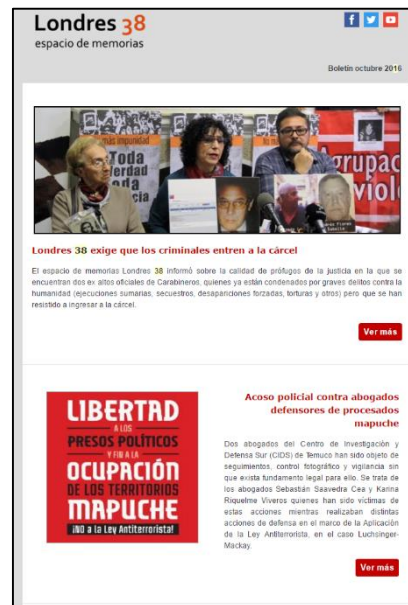 Londres 38
espacio de memorias
Boletín octubre 2016
más impunidad
Toda
Verdad
Toda
Agrupac
viol
Londres 38 exige que los criminales entren a la cárcel
El espacio de memorias Londres 38 informó sobre la calidad de prófugos de la justicia en la que se
encuentran dos ex altos oficiales de Carabineros, quienes ya están condenados por graves delitos contra la
humanidad (ejecuciones sumarias, secuestros, desapariciones forzadas, torturas y otros) pero que se han
resistido a ingresar a la cárcel.
Ver más
LIBERTAD
A LOS
PRESOS POLÍTICOS
Y FIN A LA
OCUPACIÓN
DE LOS TERRITORIOS
MAPUCHE
¡NO a la Ley Antiterrorista!
Acoso policial contra abogados
defensores de procesados
mapuche
Dos abogados del Centro de Investigación y
Defensa Sur (CIDS) de Temuco han sido objeto de
seguimientos, control fotográfico y vigilancia sin
que exista fundamento legal para ello. Se trata de
los abogados Sebastián Saavedra Cea y Karina
Riquelme Viveros quienes han sido víctimas de
estas acciones mientras realizaban distintas
acciones de defensa en el marco de la Aplicación
de la Ley Antiterrorista, en el caso Luchsinger-
Mackay.
Ver más